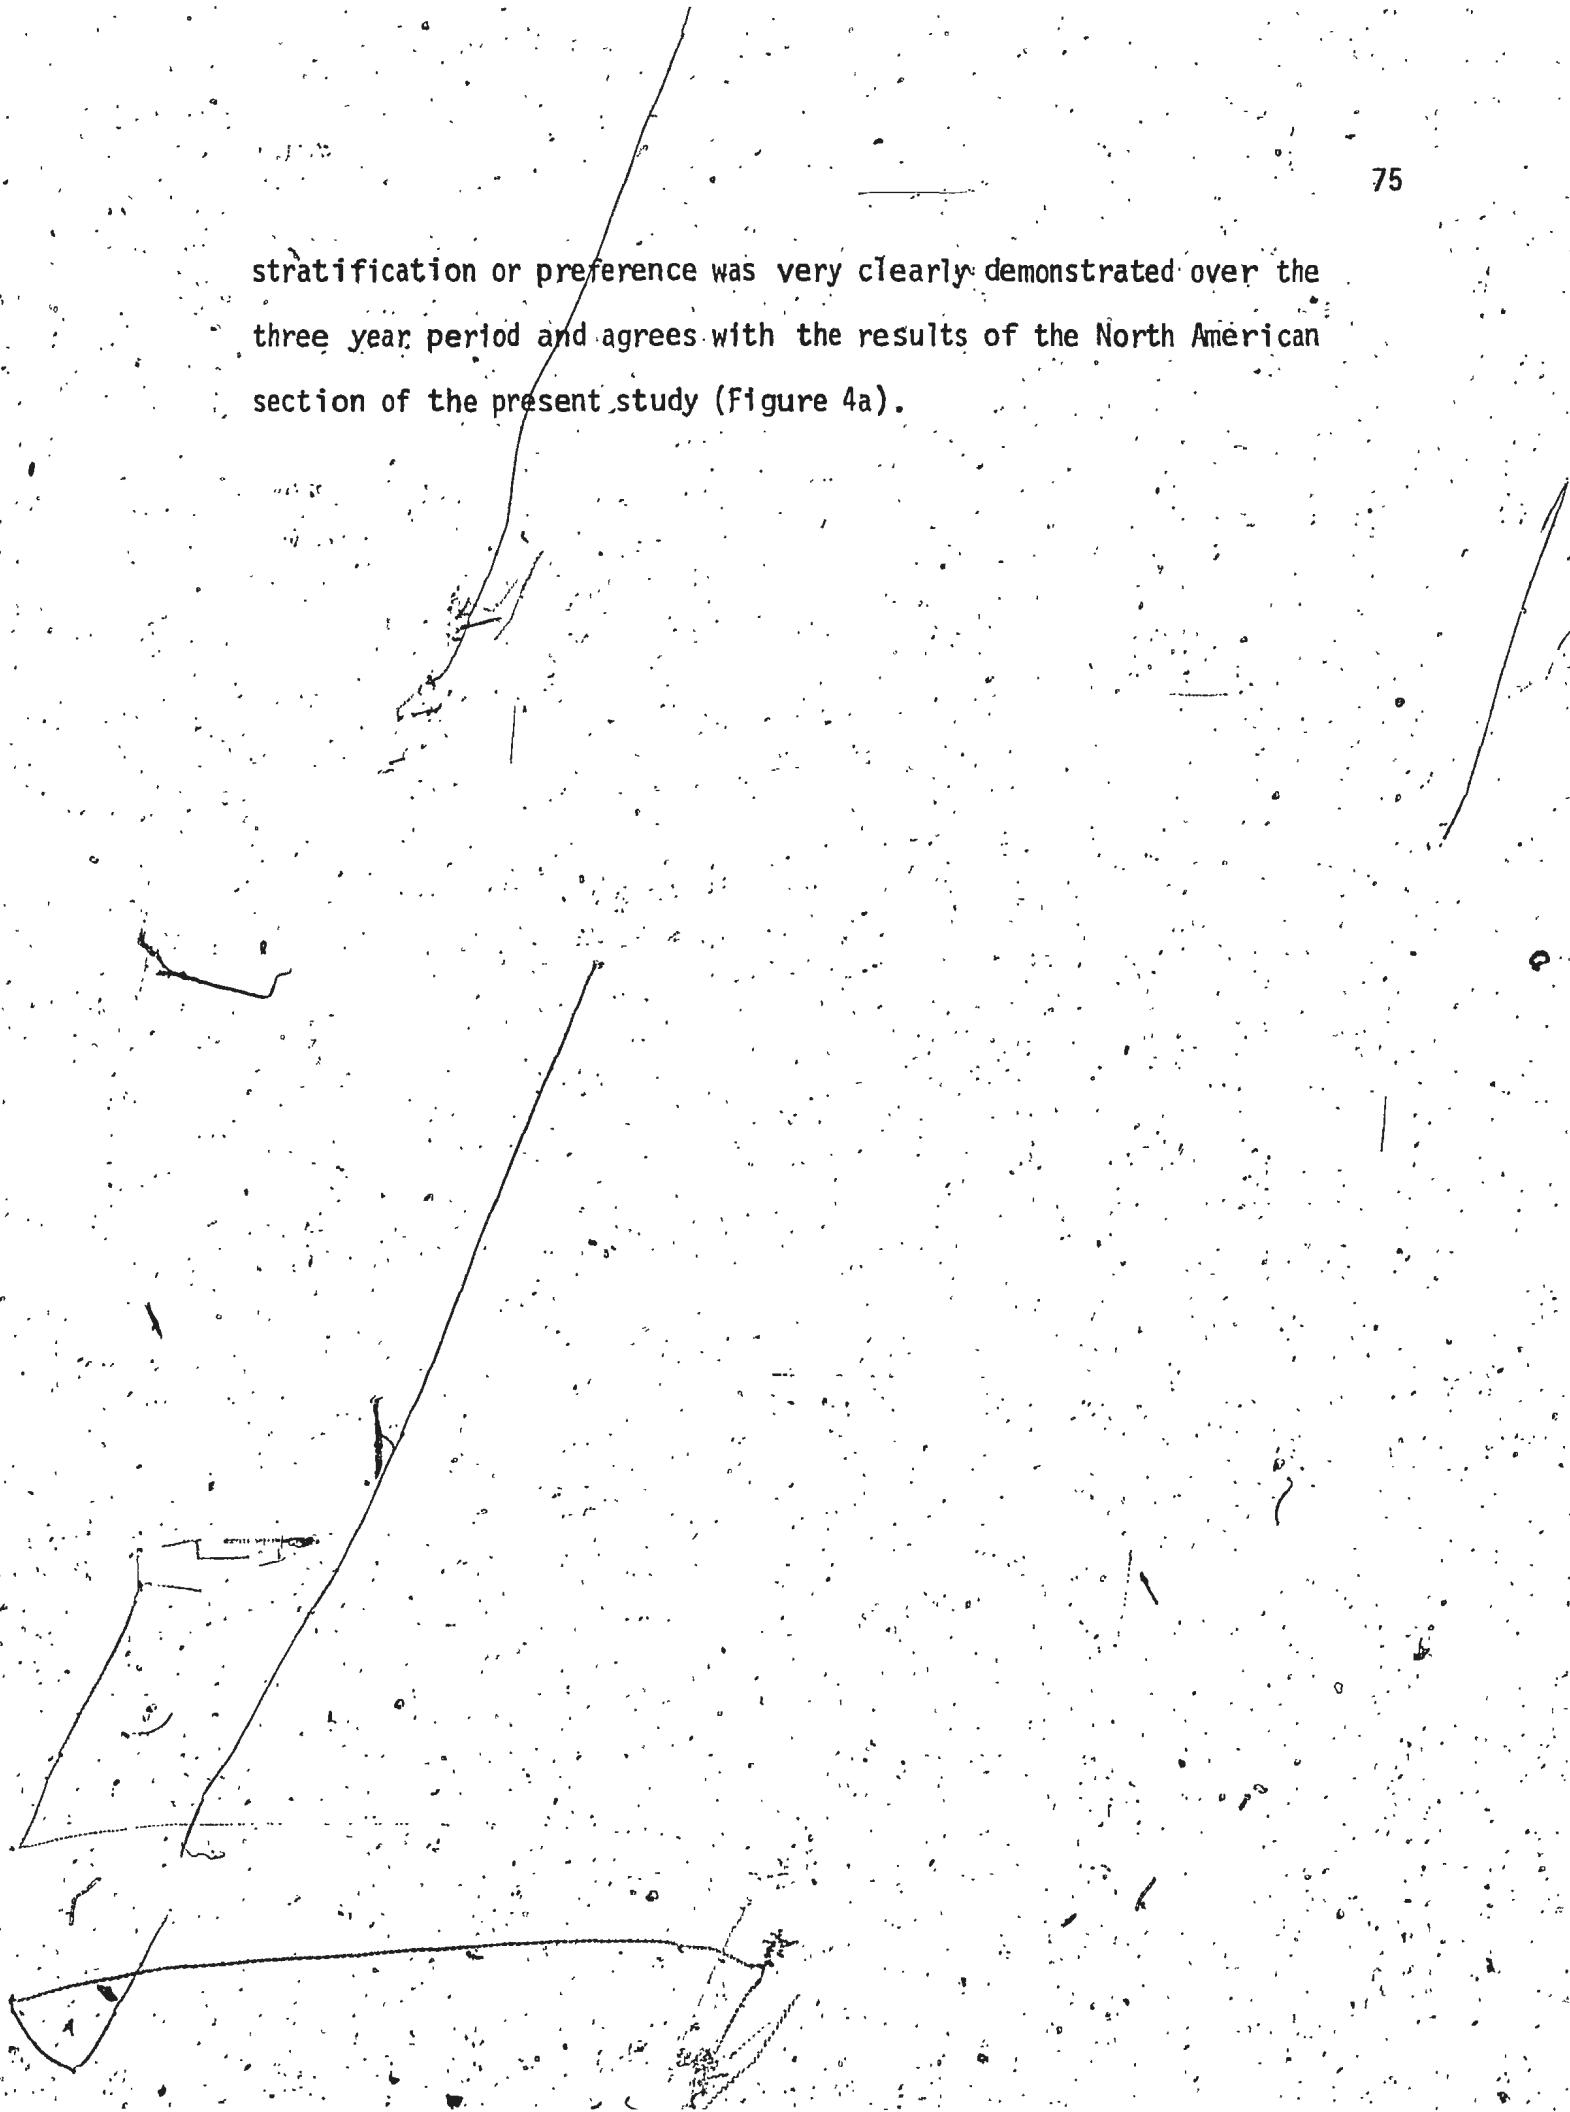 75
stratification or preference was very clearly demonstrated over the
three year period and agrees with the results of the North American
section of the present study (Figure 4a).